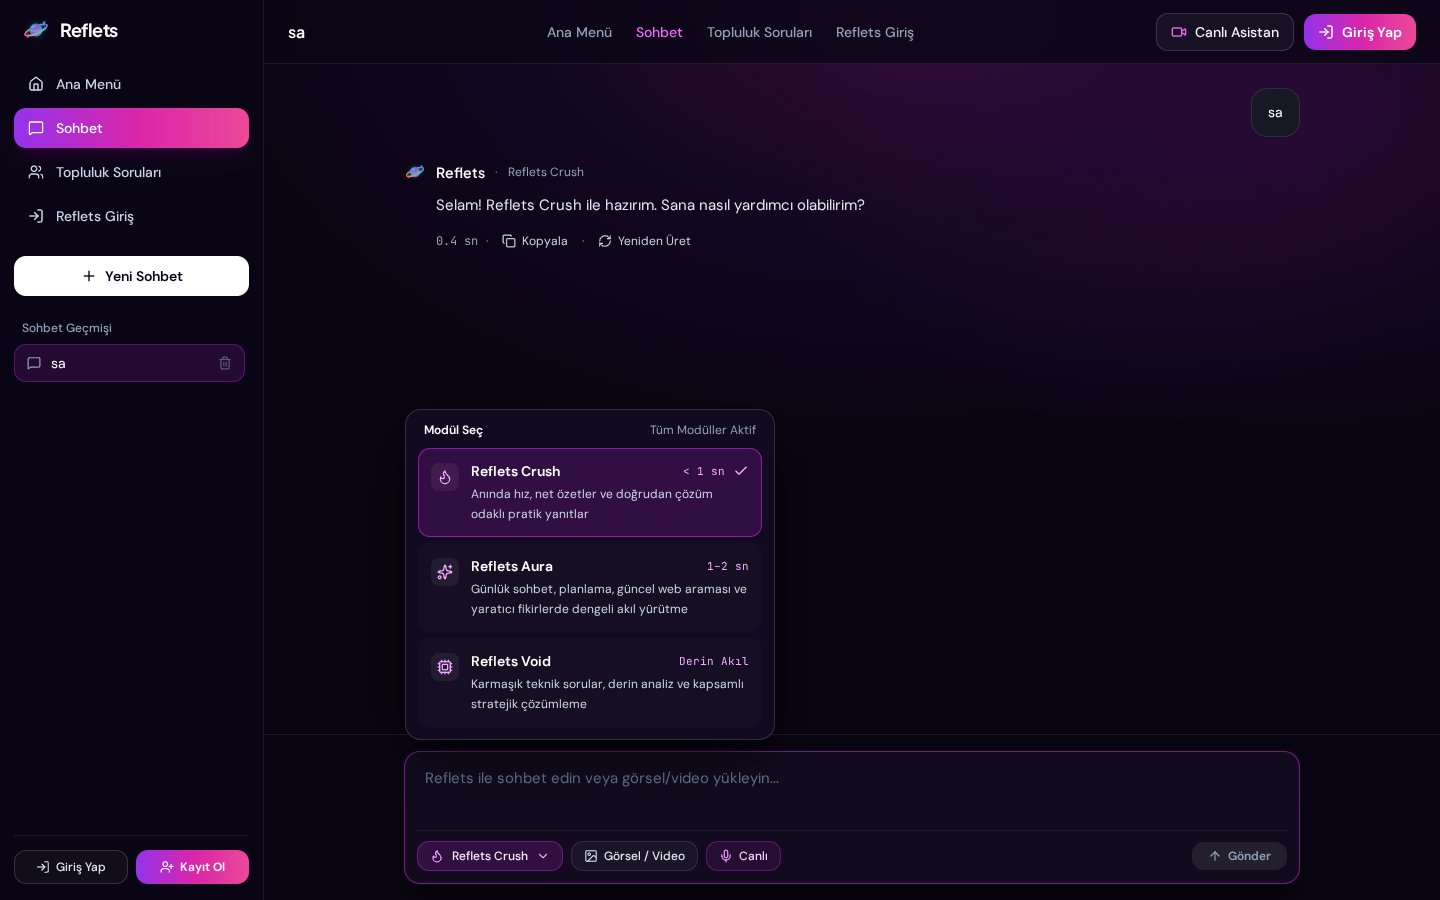 Reflets
Ana Menü
Sohbet
Topluluk Soruları
Reflets Giriş
Yeni Sohbet
Sohbet Geçmişi
sa
Giriş Yap
Kayıt Ol
sa
Ana Menü
Sohbet
Topluluk Soruları
Reflets Giriş
Canlı Asistan
Giriş Yap
sa
Reflets · Reflets Crush
Selam! Reflets Crush ile hazırım. Sana nasıl yardımcı olabilirim?
0.4 sn · Kopyala · Yeniden Üret
Modül Seç
Tüm Modüller Aktif
Reflets Crush
< 1 sn
Anında hız, net özetler ve doğrudan çözüm
odaklı pratik yanıtlar
Reflets Aura
1-2 sn
Günlük sohbet, planlama, güncel web araması ve
yaratıcı fikirlerde dengeli akıl yürütme
Reflets Void
Derin Akıl
Karmaşık teknik sorular, derin analiz ve kapsamlı
stratejik çözümleme
Reflets ile sohbet edin veya görsel/video yükleyin...
Reflets Crush
Görsel / Video
Canlı
Gönder